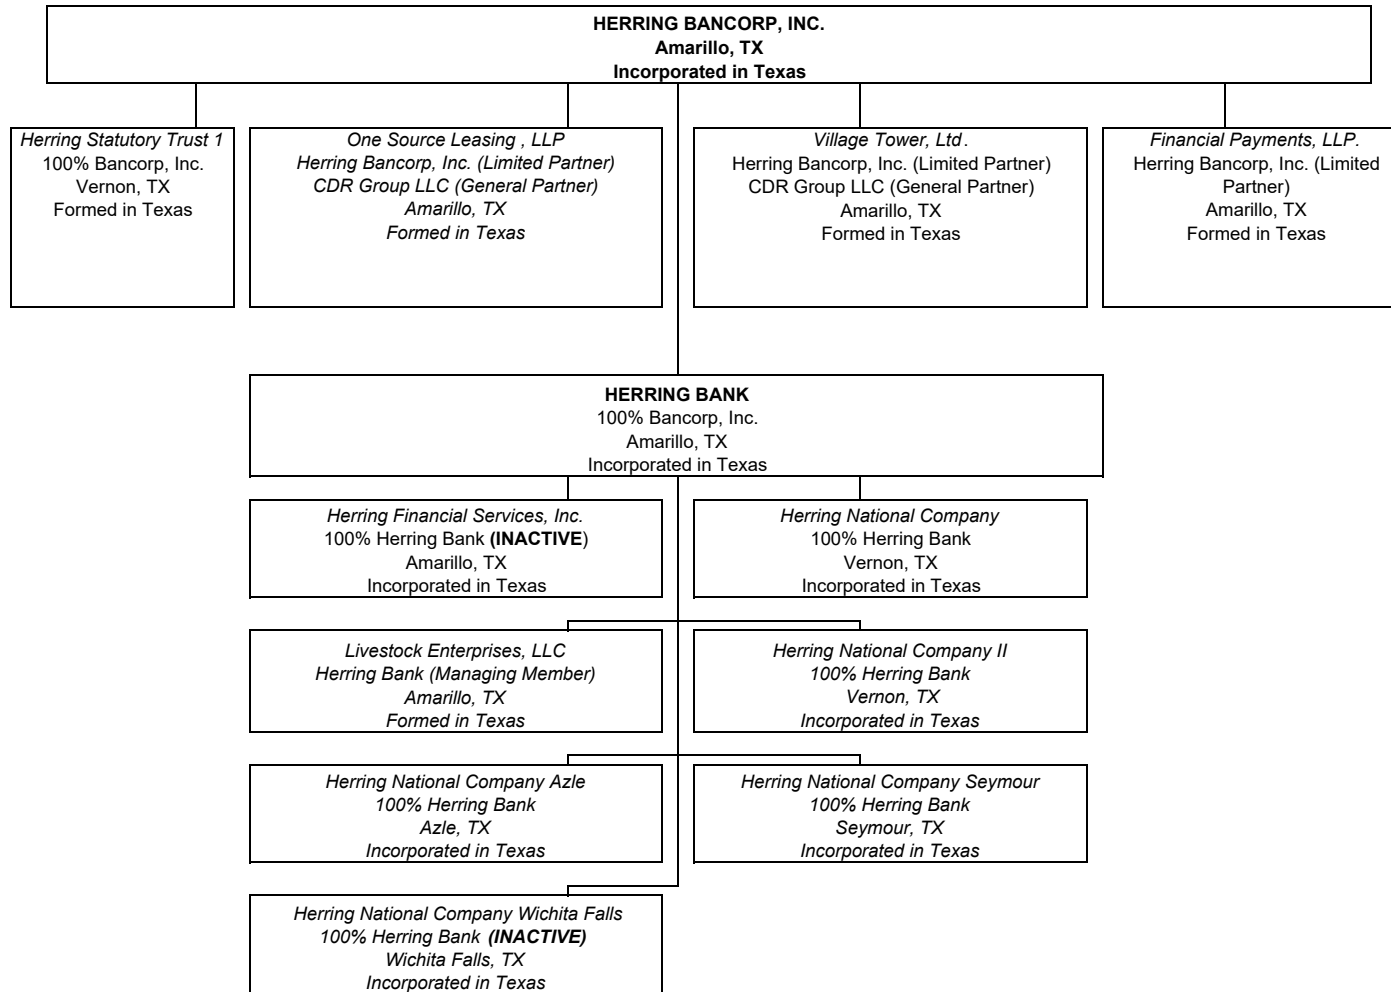 HERRING BANCORP, INC.
Amarillo, TX
Incorporated in Texas
Herring Statutory Trust 1
100% Bancorp, Inc.
Vernon, TX
Formed in Texas
One Source Leasing , LLP
Herring Bancorp, Inc. (Limited Partner)
CDR Group LLC (General Partner)
Amarillo, TX
Formed in Texas
Village Tower, Ltd.
Herring Bancorp, Inc. (Limited Partner)
CDR Group LLC (General Partner)
Amarillo, TX
Formed in Texas
Financial Payments, LLP.
Herring Bancorp, Inc. (Limited
Partner)
Amarillo, TX
Formed in Texas
HERRING BANK
100% Bancorp, Inc.
Amarillo, TX
Incorporated in Texas
Herring Financial Services, Inc.
100% Herring Bank (INACTIVE)
Amarillo, TX
Incorporated in Texas
Herring National Company
100% Herring Bank
Vernon, TX
Incorporated in Texas
Livestock Enterprises, LLC
Herring Bank (Managing Member)
Amarillo, TX
Formed in Texas
Herring National Company II
100% Herring Bank
Vernon, TX
Incorporated in Texas
Herring National Company Azle
100% Herring Bank
Azle, TX
Incorporated in Texas
Herring National Company Seymour
100% Herring Bank
Seymour, TX
Incorporated in Texas
Herring National Company Wichita Falls
100% Herring Bank (INACTIVE)
Wichita Falls, TX
Incorporated in Texas